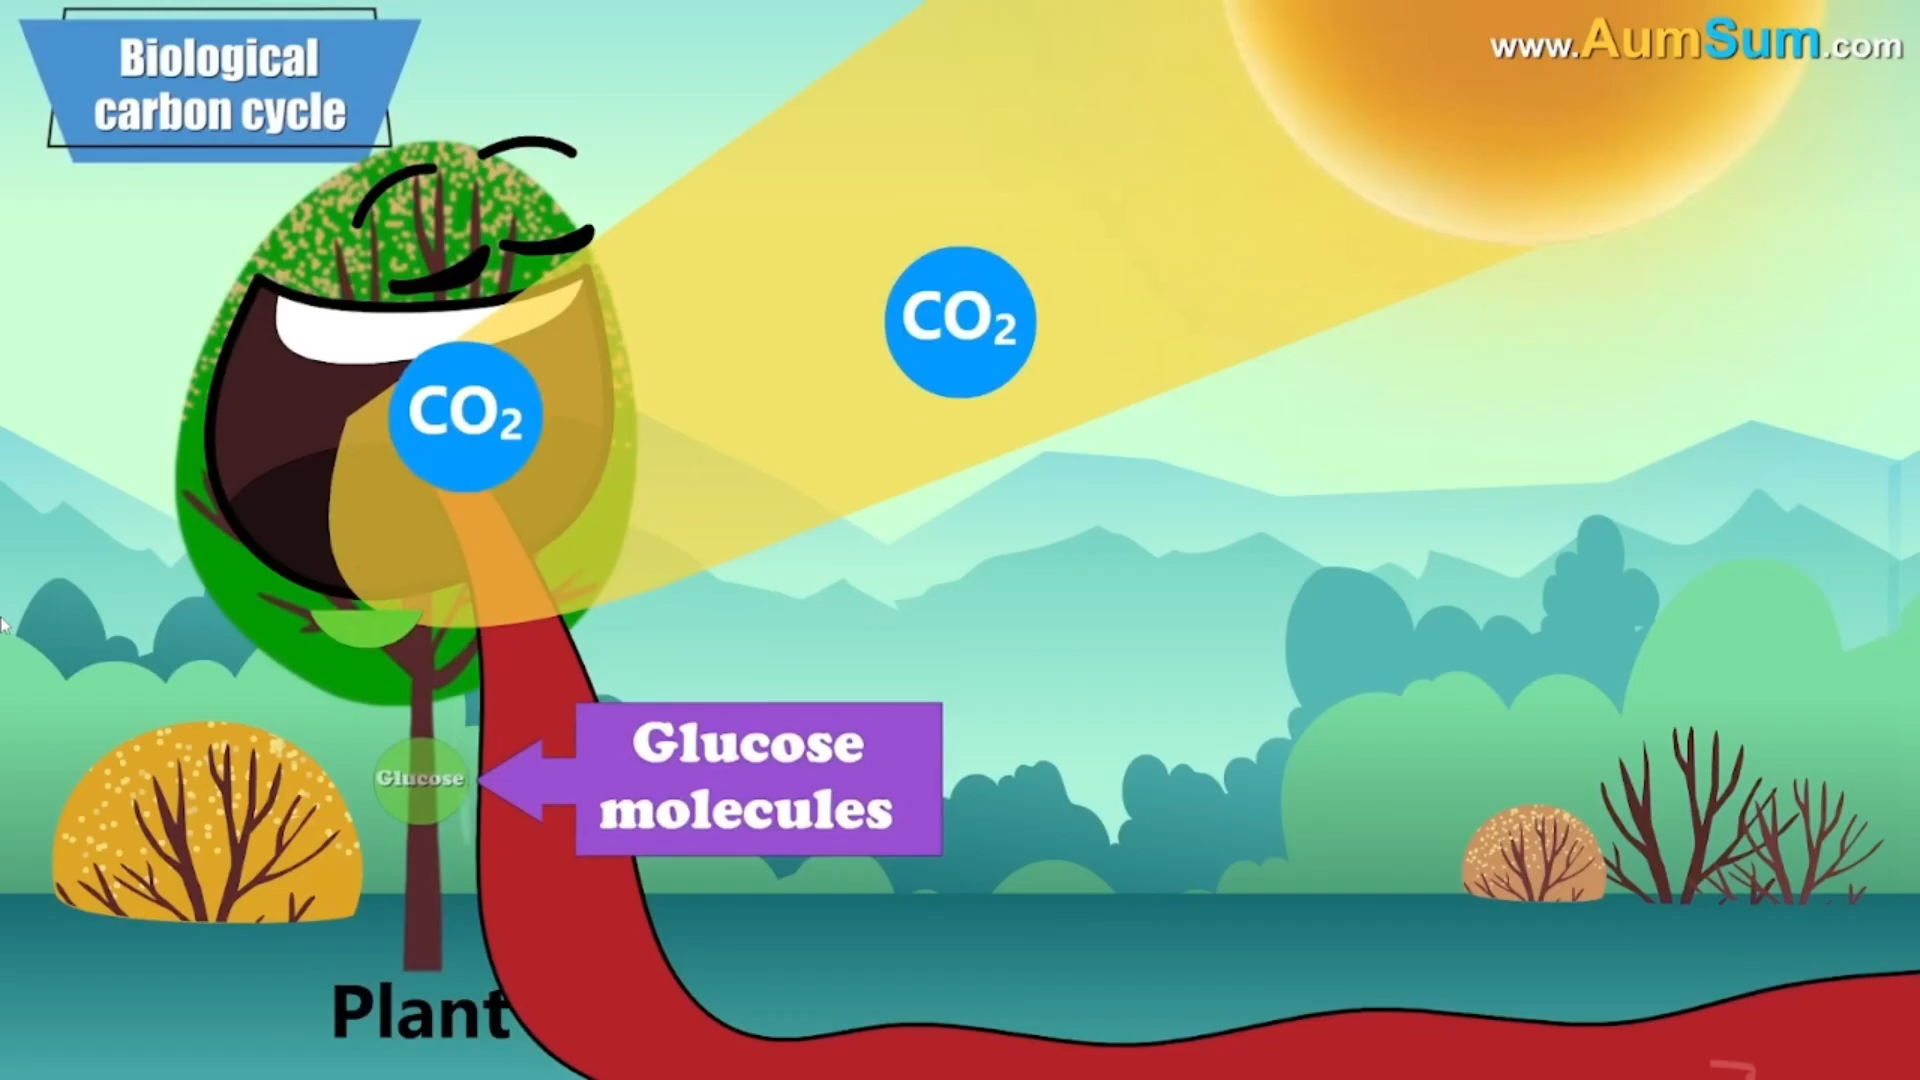 Biological
carbon cycle
www.AumSum.com
CO₂
CO₂
Glucose
molecules
Glucose
Plant